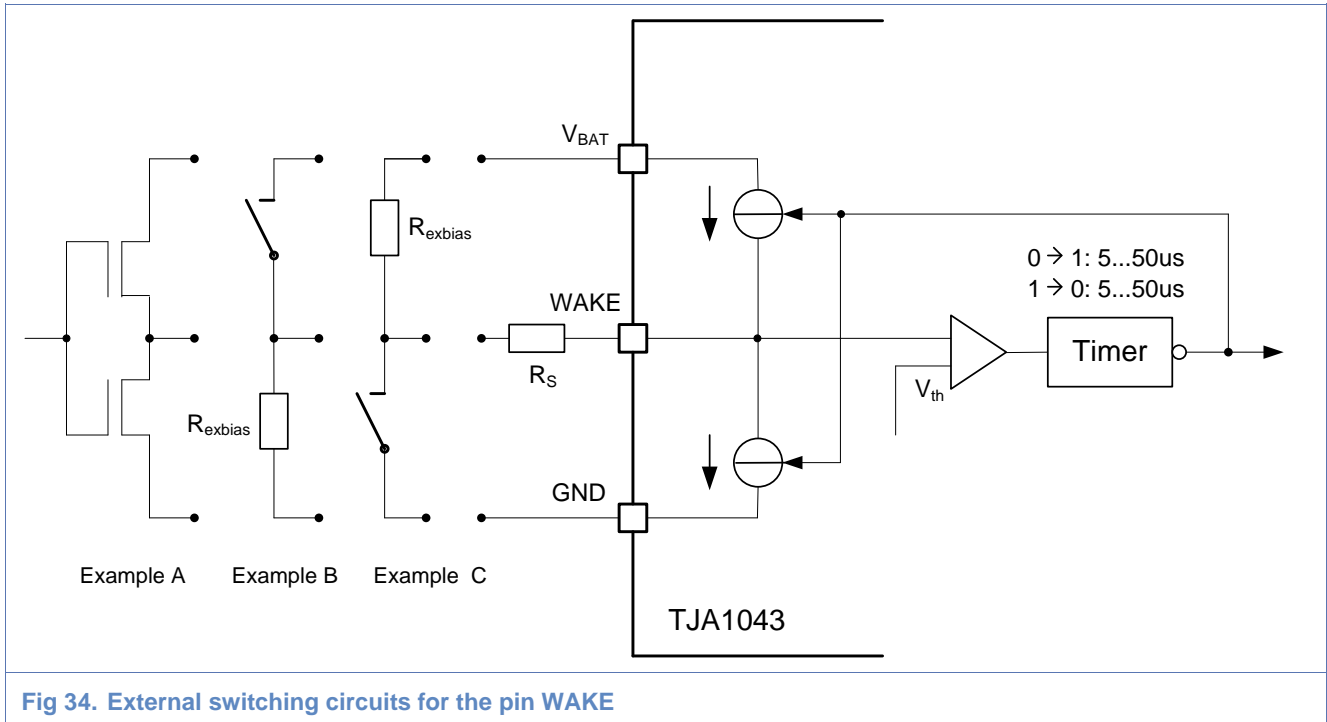 V_BAT
R_exbias
0 → 1: 5...50us
1 → 0: 5...50us
WAKE
Timer
R_S
V_th
R_exbias
GND
Example A
Example B
Example C
TJA1043
Fig 34. External switching circuits for the pin WAKE